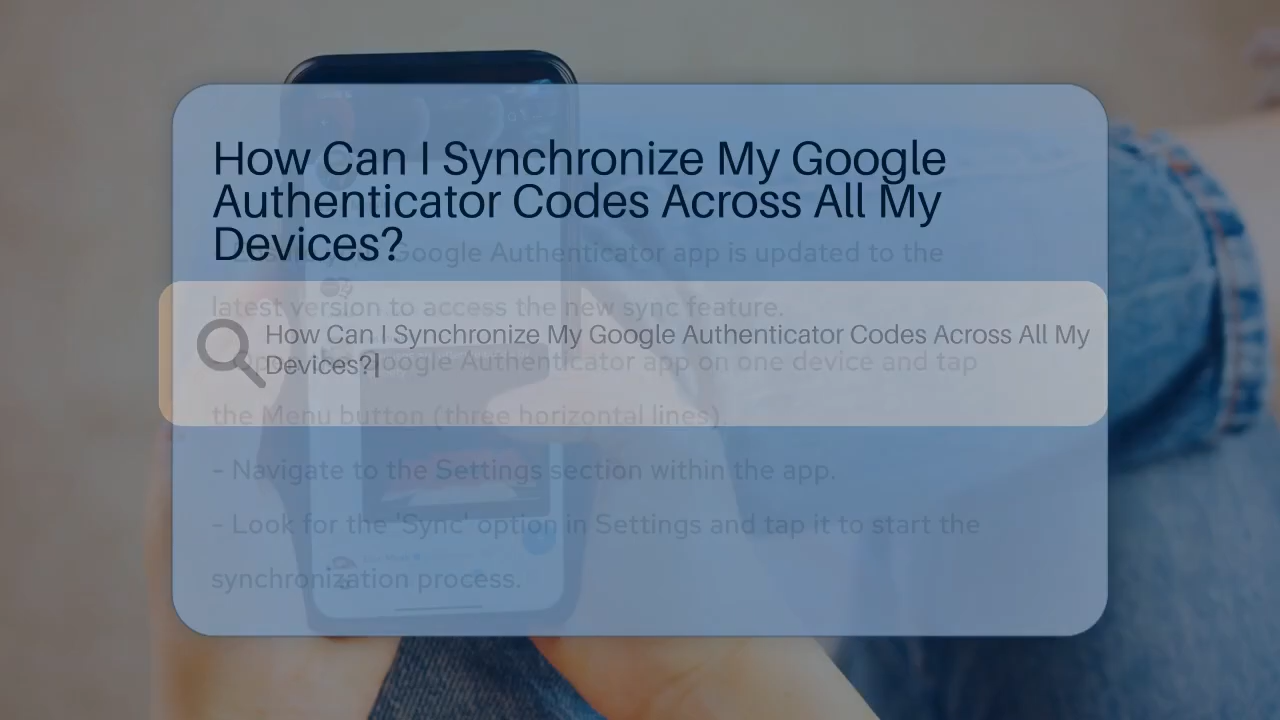 How Can I Synchronize My Google
Authenticator Codes Across All My
Devices?
Google Authenticator app is updated to the
latest version to access the new sync feature.
How Can I Synchronize My Google Authenticator Codes Across All My
Devices?
Google Authenticator app on one device and tap
the Menu button (three horizontal lines)
- Navigate to the Settings section within the app.
- Look for the 'Sync' option in Settings and tap it to start the
synchronization process.